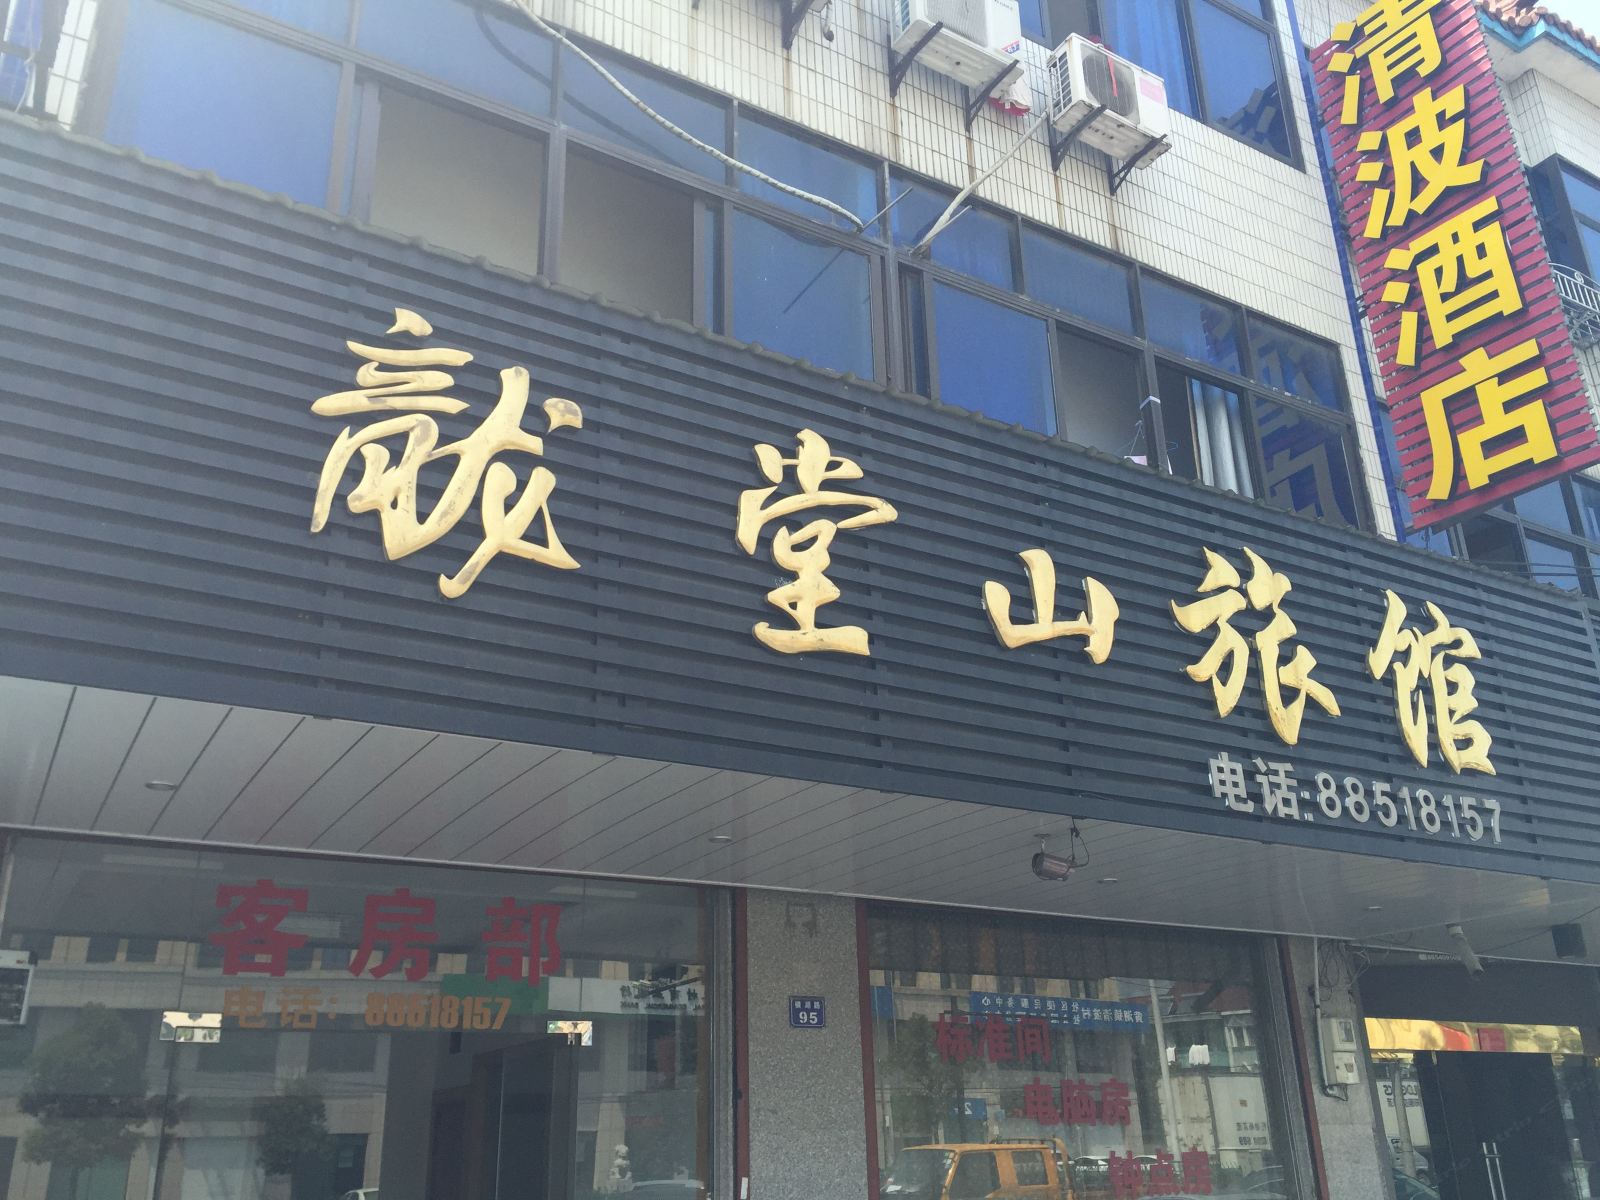 清波酒店
龍堂山旅馆
电话:88518157
客房部
电话：88518157
95
标准间
电脑房
钟点房